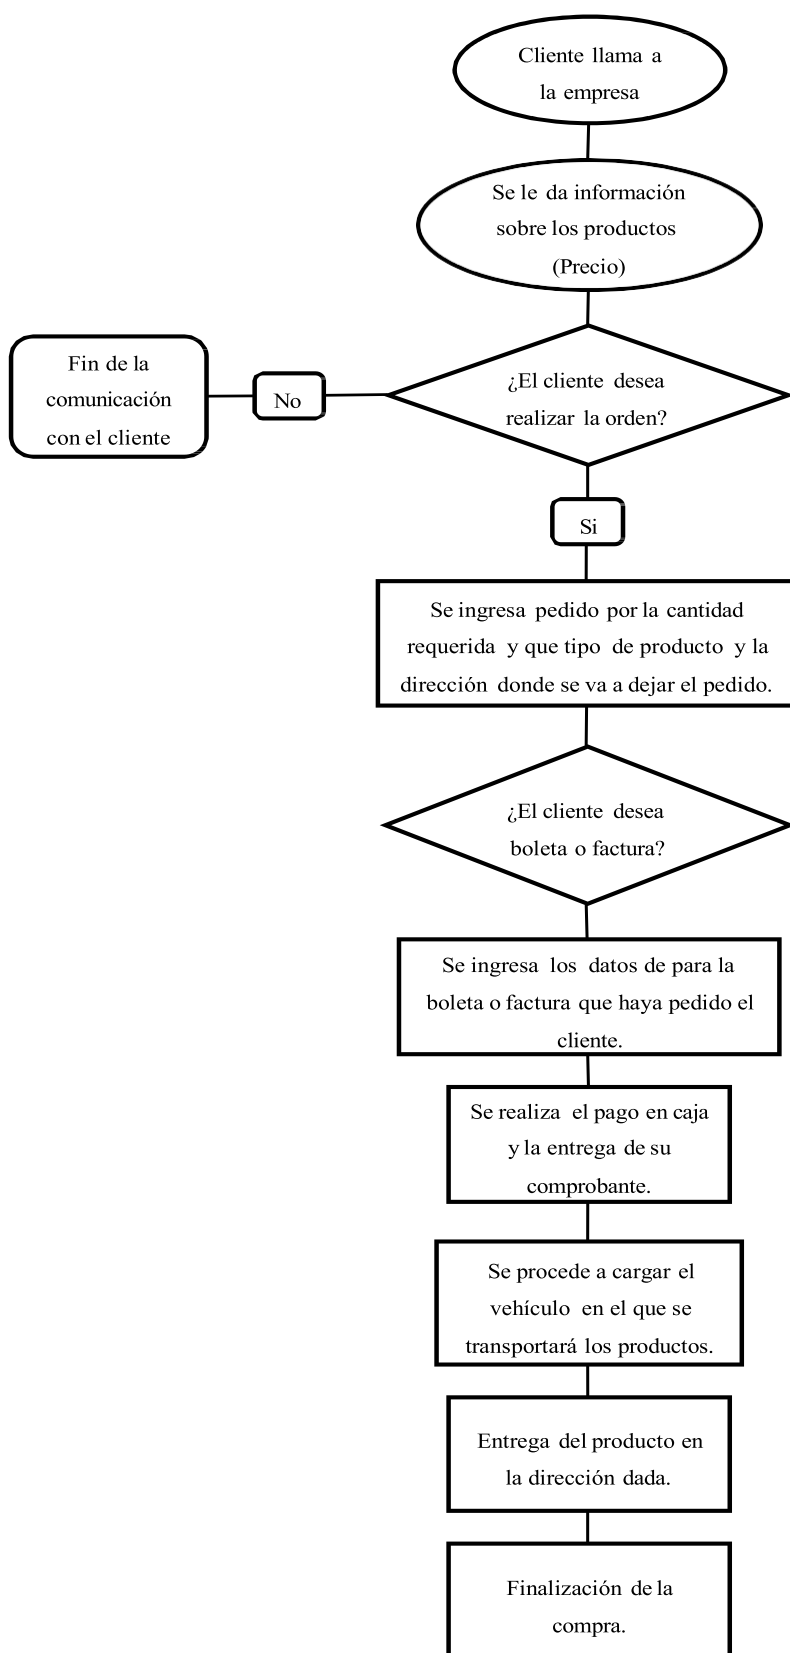 Cliente llama a
la empresa
Se le da información
sobre los productos
(Precio)
¿El cliente desea
realizar la orden?
No
Fin de la
comunicación
con el cliente
Si
Se ingresa pedido por la cantidad
requerida y que tipo de producto y la
dirección donde se va a dejar el pedido.
¿El cliente desea
boleta o factura?
Se ingresa los datos de para la
boleta o factura que haya pedido el
cliente.
Se realiza el pago en caja
y la entrega de su
comprobante.
Se procede a cargar el
vehículo en el que se
transportará los productos.
Entrega del producto en
la dirección dada.
Finalización de la
compra.